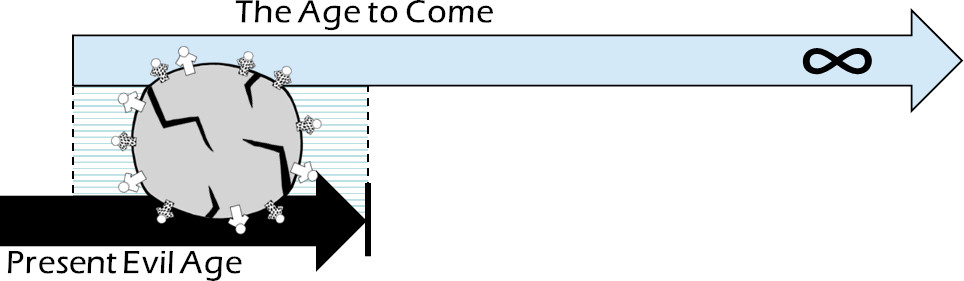 The Age to Come
∞
Present Evil Age